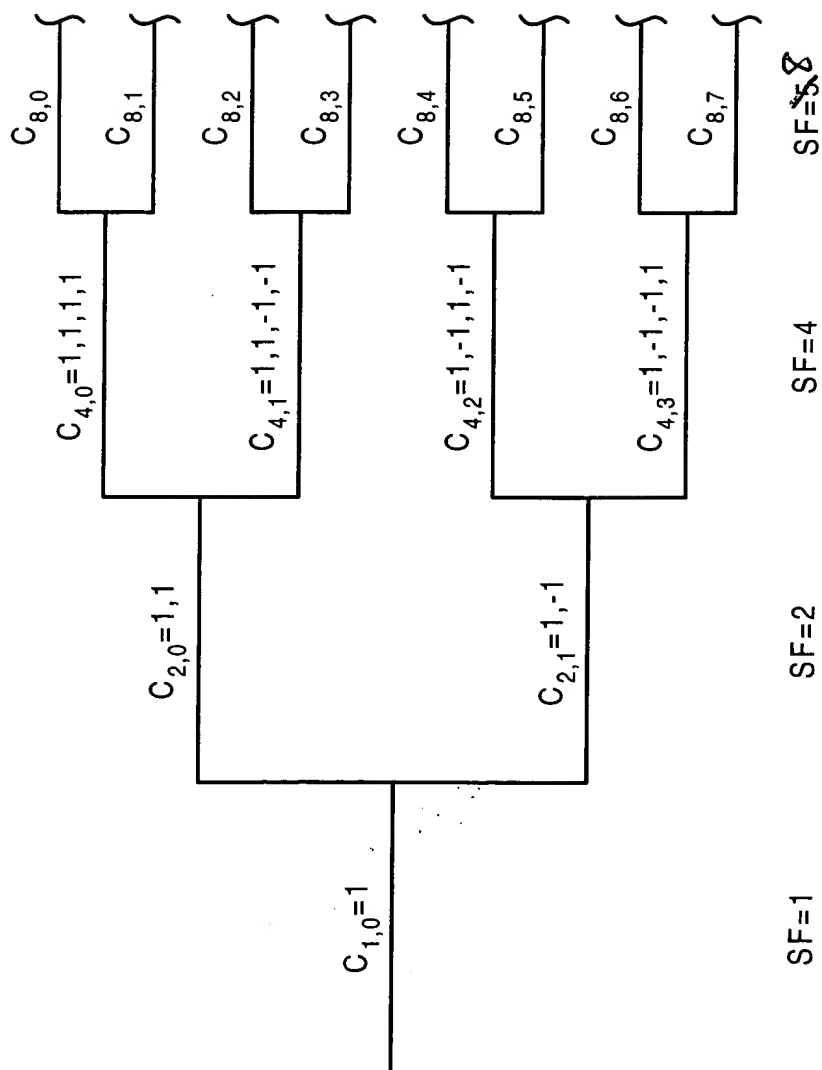 C1,0=1
C2,0=1,1
C2,1=1,-1
C4,0=1,1,1,1
C4,1=1,1,-1,-1
C4,2=1,-1,1,-1
C4,3=1,-1,-1,1
C8,0
C8,1
C8,2
C8,3
C8,4
C8,5
C8,6
C8,7
SF=1
SF=2
SF=4
SF=8